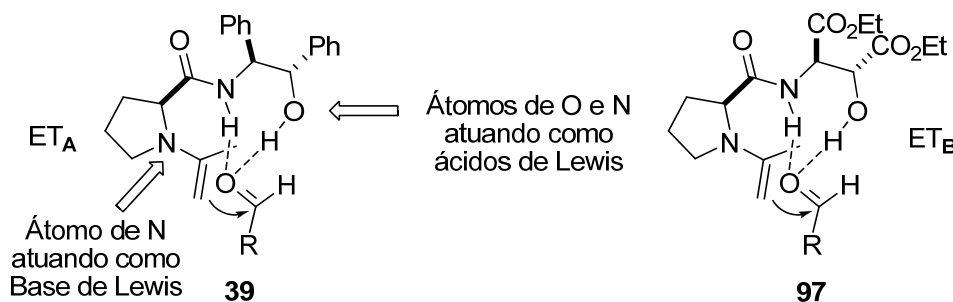 Ph
Ph
O
N
H
O
H
N
O
H
R
ET_A
Átomo de N
atuando como
Base de Lewis
39
Átomos de O e N
atuando como
ácidos de Lewis
CO₂Et
CO₂Et
O
N
H
O
H
N
O
H
R
ET_B
97